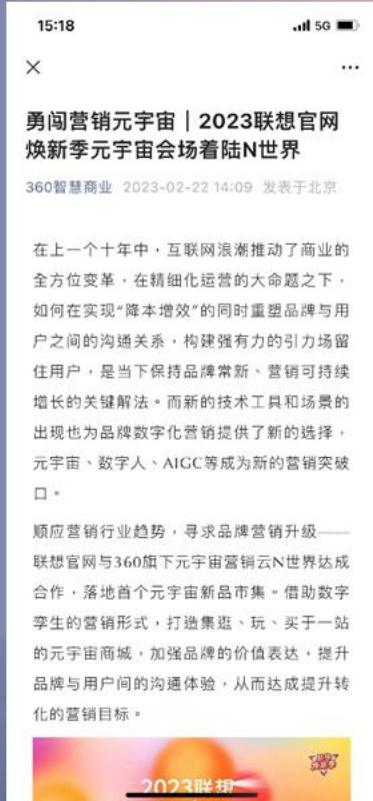 15:18
5G
勇闯营销元宇宙｜2023联想官网
焕新季元宇宙会场着陆N世界
360智慧商业 2023-02-22 14:09 发表于北京
在上一个十年中，互联网浪潮推动了商业的
全方位变革，在精细化运营的大命题之下，
如何在实现“降本增效”的同时重塑品牌与用
户之间的沟通关系，构建强有力的引力场留
住用户，是当下保持品牌常新、营销可持续
增长的关键解法。而新的技术工具和场景的
出现也为品牌数字化营销提供了新的选择，
元宇宙、数字人、AIGC等成为新的营销突破
口。
顺应营销行业趋势，寻求品牌营销升级——
联想官网与360旗下元宇宙营销云N世界达成
合作，落地首个元宇宙新品市集。借助数字
孪生的营销形式，打造集逛、玩、买于一站
的元宇宙商城，加强品牌的价值表达，提升
品牌与用户间的沟通体验，从而达成提升转
化的营销目标。
2023联想